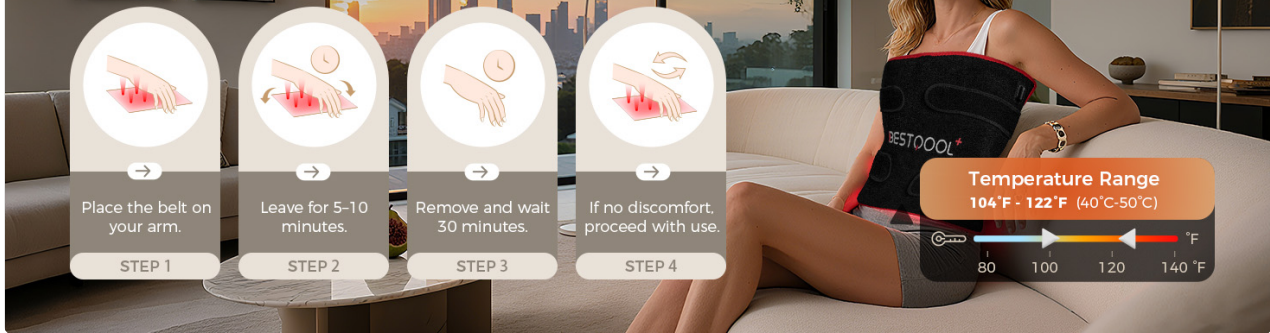 Place the belt on
your arm.
STEP 1
Leave for 5-10
minutes.
STEP 2
Remove and wait
30 minutes.
STEP 3
If no discomfort,
proceed with use.
STEP 4
BESTOOOL+
Temperature Range
104°F - 122°F (40°C-50°C)
°F
80 100 120 140 °F